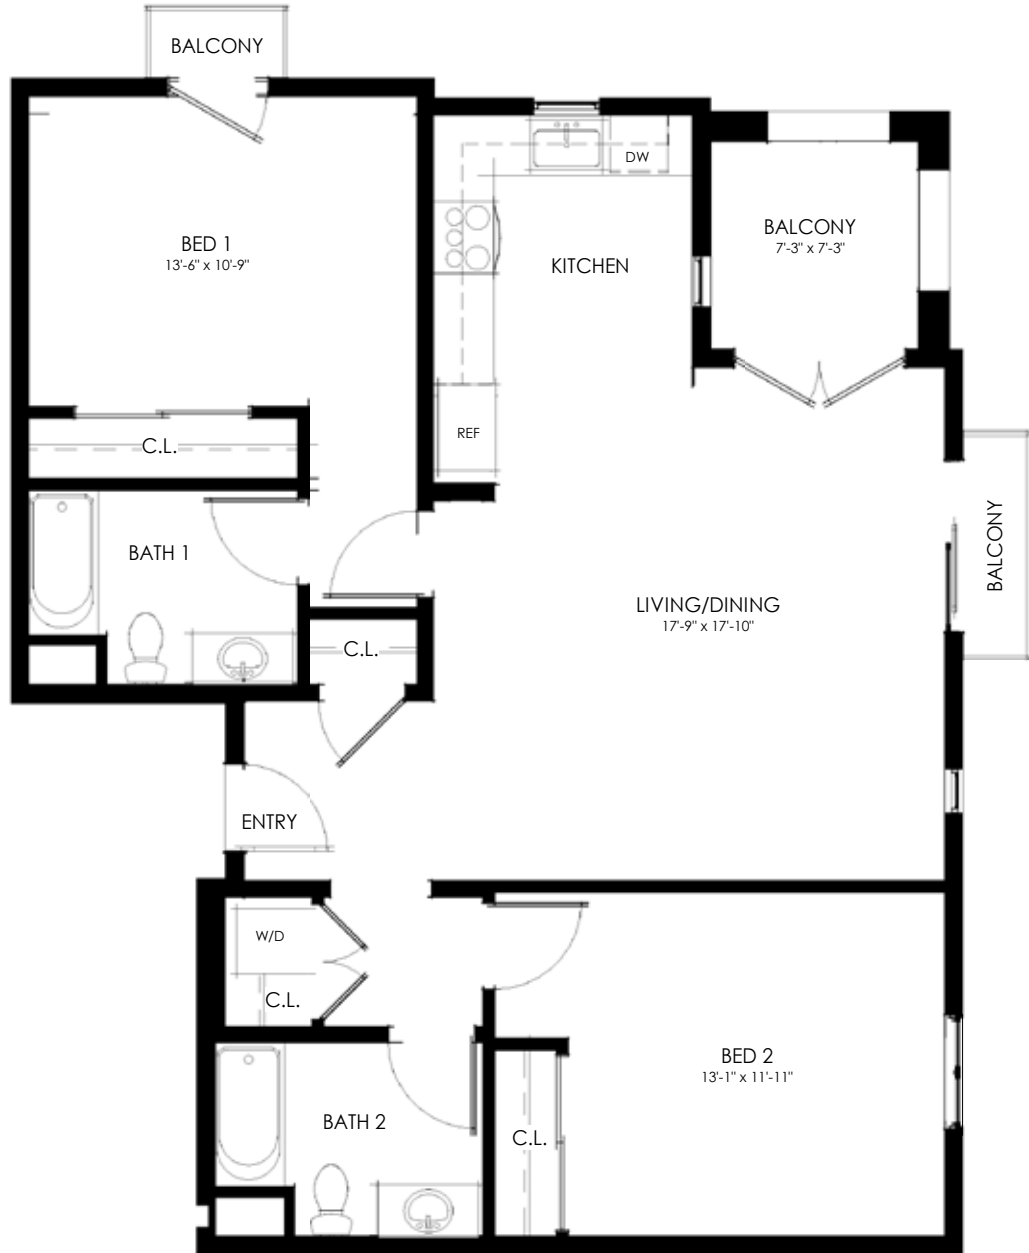 BALCONY
BED 1
13'-6" x 10'-9"
DW
KITCHEN
BALCONY
7'-3" x 7'-3"
C.L.
REF
BATH 1
BALCONY
LIVING/DINING
17'-9" x 17'-10"
C.L.
ENTRY
W/D
C.L.
BED 2
13'-1" x 11'-11"
BATH 2
C.L.